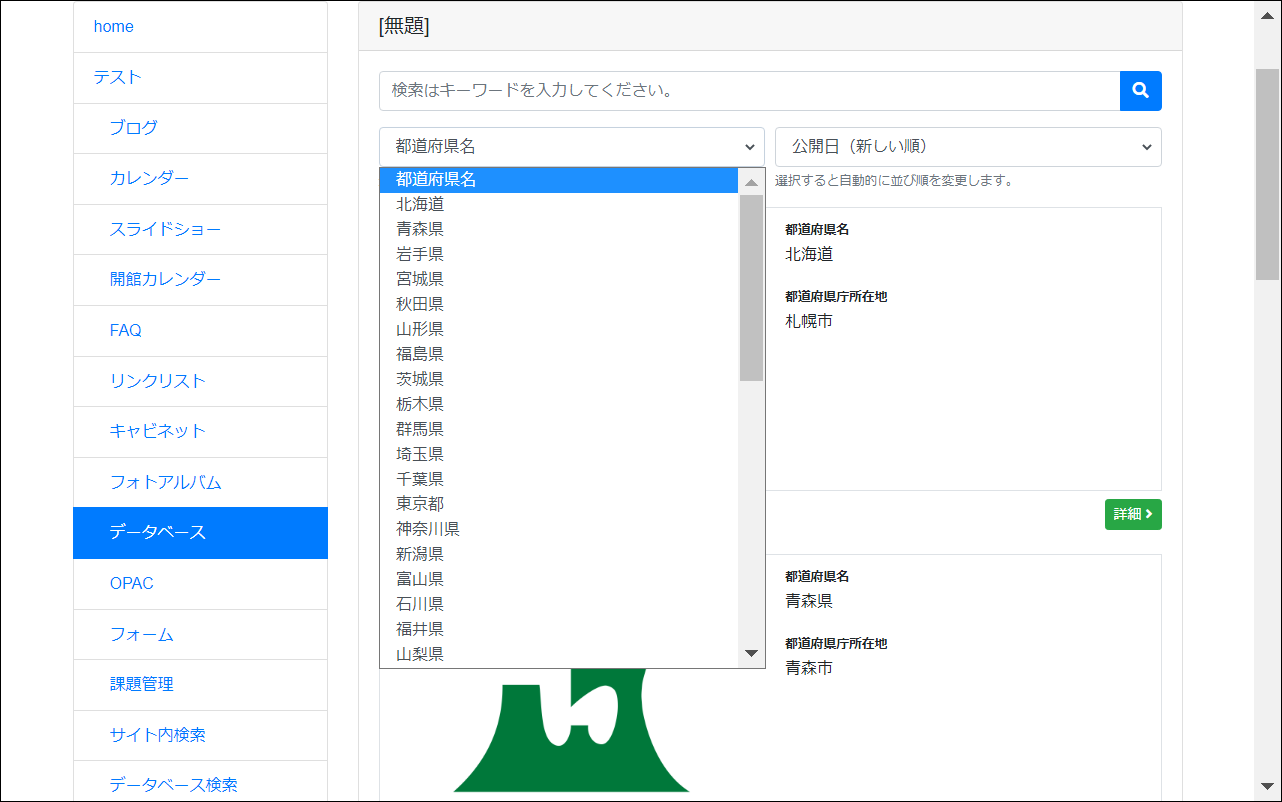 home
テスト
ブログ
カレンダー
スライドショー
開館カレンダー
FAQ
リンクリスト
キャビネット
フォトアルバム
データベース
OPAC
フォーム
課題管理
サイト内検索
データベース検索
[無題]
検索はキーワードを入力してください。
都道府県名
公開日（新しい順）
選択すると自動的に並び順を変更します。
都道府県名
北海道
青森県
岩手県
宮城県
秋田県
山形県
福島県
茨城県
栃木県
群馬県
埼玉県
千葉県
東京都
神奈川県
新潟県
富山県
石川県
福井県
山梨県
都道府県名
北海道
都道府県庁所在地
札幌市
詳細
都道府県名
青森県
都道府県庁所在地
青森市